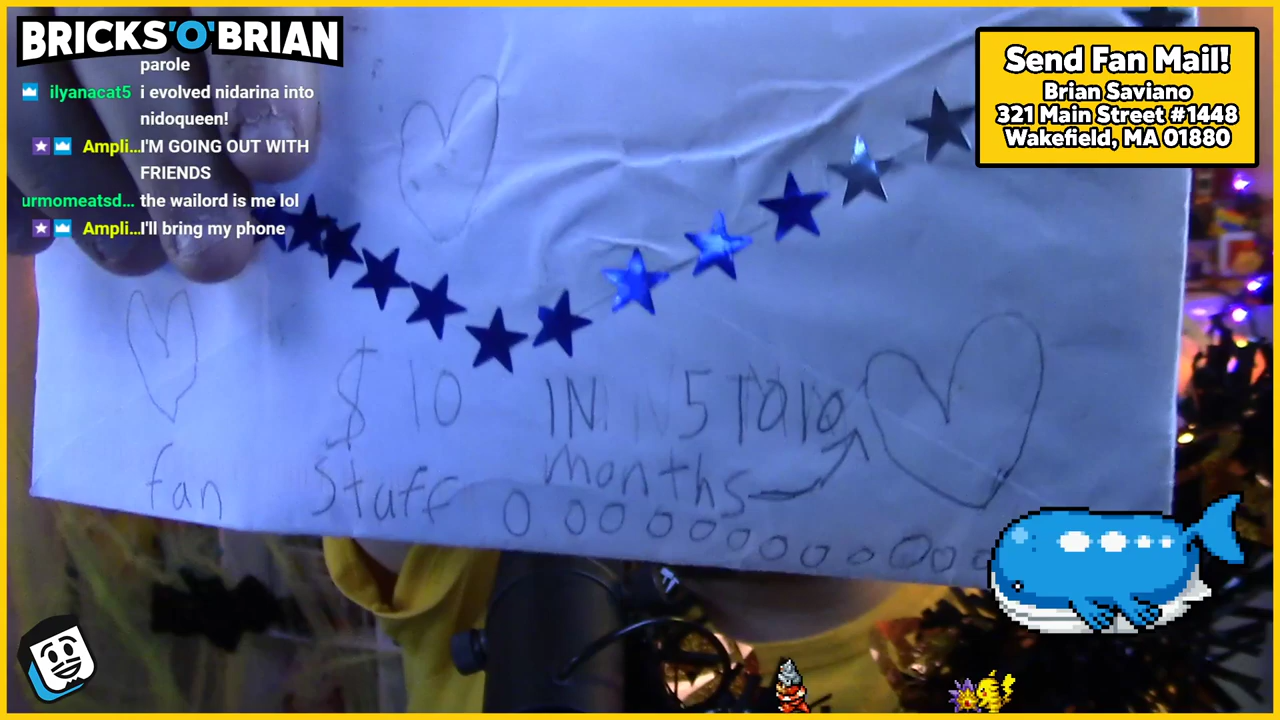 BRICKS'O'BRIAN
parole
ilyanacat5 i evolved nidarina into
nidoqueen!
Ampli...I'M GOING OUT WITH
FRIENDS
urmomeatsd... the wailord is me lol
Ampli...I'll bring my phone
Send Fan Mail!
Brian Saviano
321 Main Street #1448
Wakefield, MA 01880
$10 IN 5
months
fan Stuff